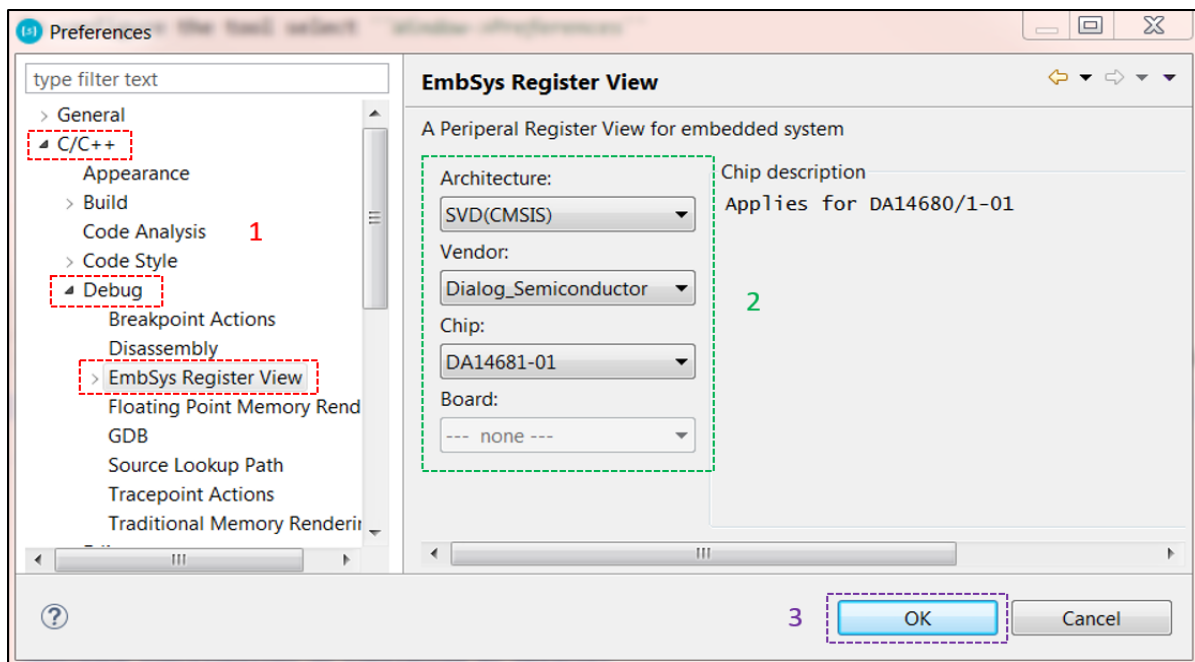 Preferences
type filter text
General
C/C++
Appearance
Build
Code Analysis
1
Code Style
Debug
Breakpoint Actions
Disassembly
EmbSys Register View
Floating Point Memory Rend
GDB
Source Lookup Path
Tracepoint Actions
Traditional Memory Renderin
EmbSys Register View
A Periperal Register View for embedded system
Architecture:
SVD(CMSIS)
Vendor:
Dialog_Semiconductor
Chip:
DA14681-01
Board:
--- none ---
2
Chip description
Applies for DA14680/1-01
3
OK
Cancel